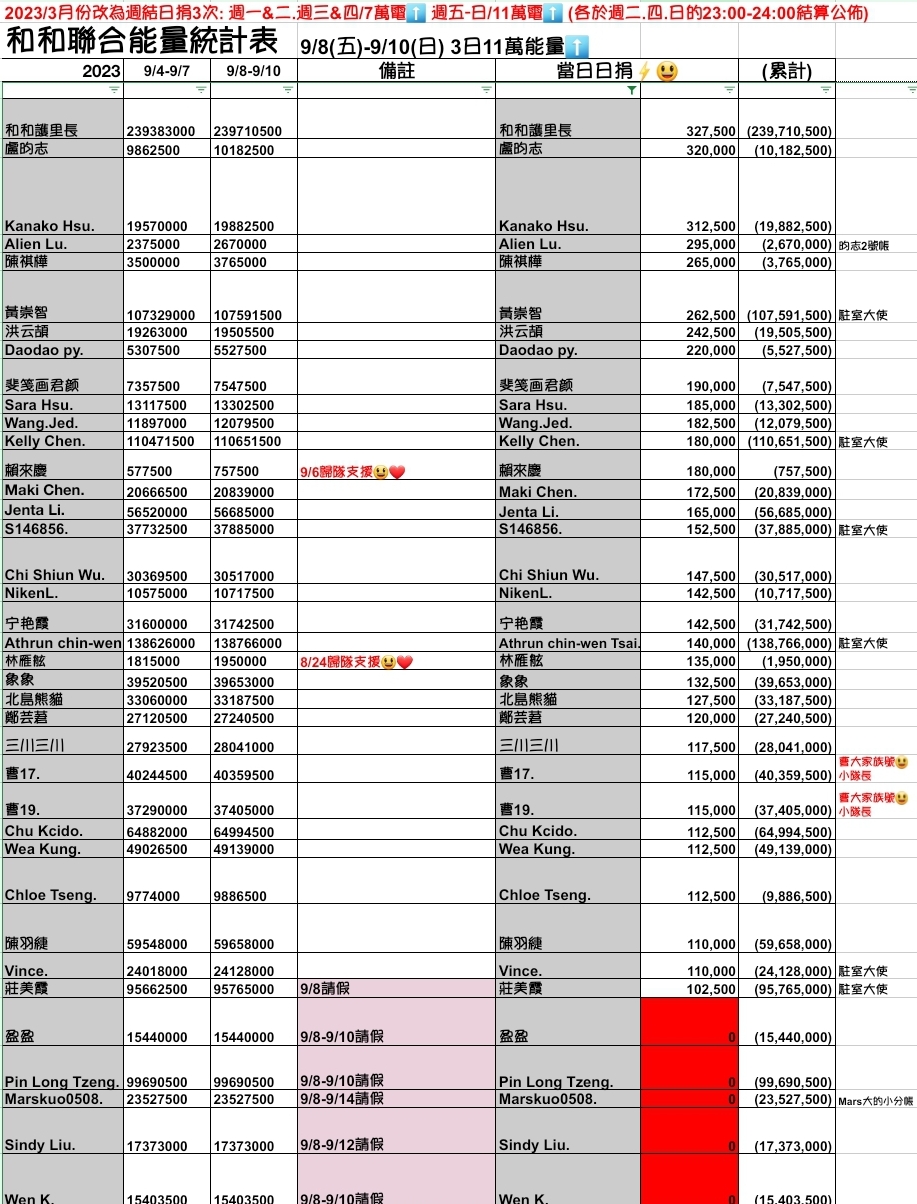 2023/3月份改為週結日捐3次: 週一&二.週三&四/7萬電⬆️ 週五-日/11萬電⬆️ (各於週二.四.日的23:00-24:00結算公佈)
和和聯合能量統計表 9/8(五)-9/10(日) 3日11萬能量⬆️
2023 9/4-9/7 9/8-9/10 備註 當日日捐⚡😃 (累計)
和和護里長 239383000 239710500 和和護里長 327,500 (239,710,500)
盧昀志 9862500 10182500 盧昀志 320,000 (10,182,500)
Kanako Hsu. 19570000 19882500 Kanako Hsu. 312,500 (19,882,500)
Alien Lu. 2375000 2670000 Alien Lu. 295,000 (2,670,000) 昀志2號帳
陳祺樺 3500000 3765000 陳祺樺 265,000 (3,765,000)
黃崇智 107329000 107591500 黃崇智 262,500 (107,591,500) 駐室大使
洪云頡 19263000 19505500 洪云頡 242,500 (19,505,500)
Daodao py. 5307500 5527500 Daodao py. 220,000 (5,527,500)
斐笺画君颜 7357500 7547500 斐笺画君颜 190,000 (7,547,500)
Sara Hsu. 13117500 13302500 Sara Hsu. 185,000 (13,302,500)
Wang.Jed. 11897000 12079500 Wang.Jed. 182,500 (12,079,500)
Kelly Chen. 110471500 110651500 Kelly Chen. 180,000 (110,651,500) 駐室大使
賴來慶 577500 757500 9/6歸隊支援😃❤️ 賴來慶 180,000 (757,500)
Maki Chen. 20666500 20839000 Maki Chen. 172,500 (20,839,000)
Jenta Li. 56520000 56685000 Jenta Li. 165,000 (56,685,000)
S146856. 37732500 37885000 S146856. 152,500 (37,885,000) 駐室大使
Chi Shiun Wu. 30369500 30517000 Chi Shiun Wu. 147,500 (30,517,000)
NikenL. 10575000 10717500 NikenL. 142,500 (10,717,500)
宁艳霞 31600000 31742500 宁艳霞 142,500 (31,742,500)
Athrun chin-wen 138626000 138766000 Athrun chin-wen Tsai. 140,000 (138,766,000) 駐室大使
林雁舷 1815000 1950000 8/24歸隊支援😃❤️ 林雁舷 135,000 (1,950,000)
象象 39520500 39653000 象象 132,500 (39,653,000)
北島熊貓 33060000 33187500 北島熊貓 127,500 (33,187,500)
鄭芸莙 27120500 27240500 鄭芸莙 120,000 (27,240,500)
三川三川 27923500 28041000 三川三川 117,500 (28,041,000)
曹17. 40244500 40359500 曹17. 115,000 (40,359,500) 曹大家族號😃
小隊長
曹19. 37290000 37405000 曹19. 115,000 (37,405,000) 曹大家族號😃
小隊長
Chu Kcido. 64882000 64994500 Chu Kcido. 112,500 (64,994,500)
Wea Kung. 49026500 49139000 Wea Kung. 112,500 (49,139,000)
Chloe Tseng. 9774000 9886500 Chloe Tseng. 112,500 (9,886,500)
陳羽緁 59548000 59658000 陳羽緁 110,000 (59,658,000)
Vince. 24018000 24128000 Vince. 110,000 (24,128,000) 駐室大使
莊美霞 95662500 95765000 9/8請假 莊美霞 102,500 (95,765,000) 駐室大使
盈盈 15440000 15440000 9/8-9/10請假 盈盈 0 (15,440,000)
Pin Long Tzeng. 99690500 99690500 9/8-9/10請假 Pin Long Tzeng. 0 (99,690,500)
Marskuo0508. 23527500 23527500 9/8-9/14請假 Marskuo0508. 0 (23,527,500) Mars大的小分帳
Sindy Liu. 17373000 17373000 9/8-9/12請假 Sindy Liu. 0 (17,373,000)
Wen K. 15403500 15403500 9/8-9/10請假 Wen K. 0 (15,403,500)